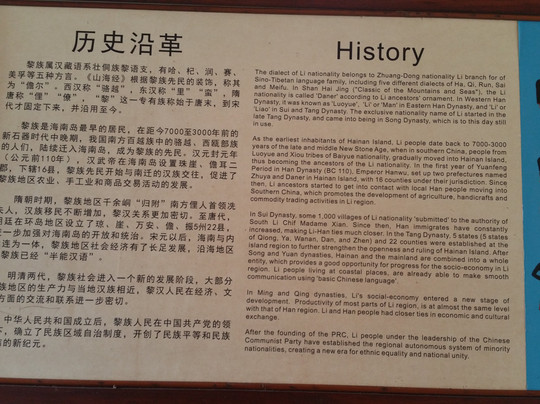 历史沿革
黎族属汉藏语系壮侗族黎语支，有哈、杞、润、赛、
美孚等五种方言。《山海经》根据黎族先民的装饰，称其
为“儋尔”。西汉称“骆越”，东汉称“里”“蛮”，隋
唐称“俚”“僚”，“黎”这一专有族称始于唐末，到宋
代才固定下来，并沿用至今。
黎族是海南岛最早的居民，在距今7000至3000年前的
新石器时代中晚期，我国南方百越族中的骆越、西瓯部族
的人们，陆续迁入海南岛，成为黎族的先民。汉元封元年
（公元前110年），汉武帝在海南岛设置珠崖、儋耳二
郡，下辖16县，黎族先民开始与南迁的汉族交往，促进了
黎族地区农业、手工业和商品交易活动的发展。
隋朝时期，黎族地区千余峒“归附”南方俚人首领冼
夫人，汉族移民不断增加，黎汉关系更加密切。至唐代，
朝廷在环岛地区设立了琼、崖、万安、儋、振5州22县，
进一步加强对海南岛的开放和统治。宋元以后，海南与内
连为一体，黎族地区社会经济有了长足发展，沿海地区
黎族已经“半能汉语”。
明清两代，黎族社会进入一个新的发展阶段，大部分
族地区的生产力与当地汉族相近，黎汉人民在经济、文
方面的交流和联系进一步密切。
中华人民共和国成立后，黎族人民在中国共产党的领
下，确立了民族区域自治制度，开创了民族平等和民族
结的新纪元。
History
The dialect of Li nationality belongs to Zhuang-Dong nationality Li branch for of
Sino-Tibetan language family, including five different dialects of Ha, Qi, Run, Sai
and Meifu. In Shan Hai Jing ("Classic of the Mountains and Seas"), the Li
nationality is called 'Daner' according to Li ancestors' ornament. In Western Han
Dynasty, it was known as 'Luoyue', 'Li' or 'Man' in Eastern Han Dynasty, and 'Li' or
'Liao' in Sui and Tang Dynasty. The exclusive nationality name of Li started in the
late Tang Dynasty, and came into being in Song Dynasty, which is to this day still
in use.
As the earliest inhabitants of Hainan Island, Li people date back to 7000-3000
years of the late and middle New Stone Age, when in southern China, people from
Luoyue and Xiou tribes of Baiyue nationality, gradually moved into Hainan Island,
thus becoming the ancestors of the Li nationality. In the first year of Yuanfeng
Period in Han Dynasty (BC 110), Emperor Hanwu, set up two prefectures named
Zhuya and Daner in Hainan Island, with 16 counties under their jurisdiction. Since
then, Li ancestors started to get into contact with local Han people moving into
Southern China, which promotes the development of agriculture, handicrafts and
commodity trading activities in Li region.
In Sui Dynasty, some 1,000 villages of Li nationality 'submitted' to the authority of
South Li Chif Madame Xian. Since then, Han immigrates have constantly
increased, making Li-Han ties much closer. In the Tang Dynasty, 5 states (5 states
of Qiong, Ya, Wanan, Dan, and Zhen) and 22 counties were established at the
island region to further strengthen the openness and ruling of Hainan Island. After
Song and Yuan dynasties, Hainan and the mainland are combined into a whole
entity, which provides a good opportunity for progress for the socio-economy in Li
region. Li people living at coastal places, are already able to make smooth
communication using 'basic Chinese language'.
In Ming and Qing dynasties, Li's social-economy entered a new stage of
development. Productivity of most parts of Li region, is at almost the same level
with that of Han region. Li and Han people had closer ties in economic and cultural
exchange.
After the founding of the PRC, Li people under the leadership of the Chinese
Communist Party have established the regional autonomous system of minority
nationalities, creating a new era for ethnic equality and national unity.